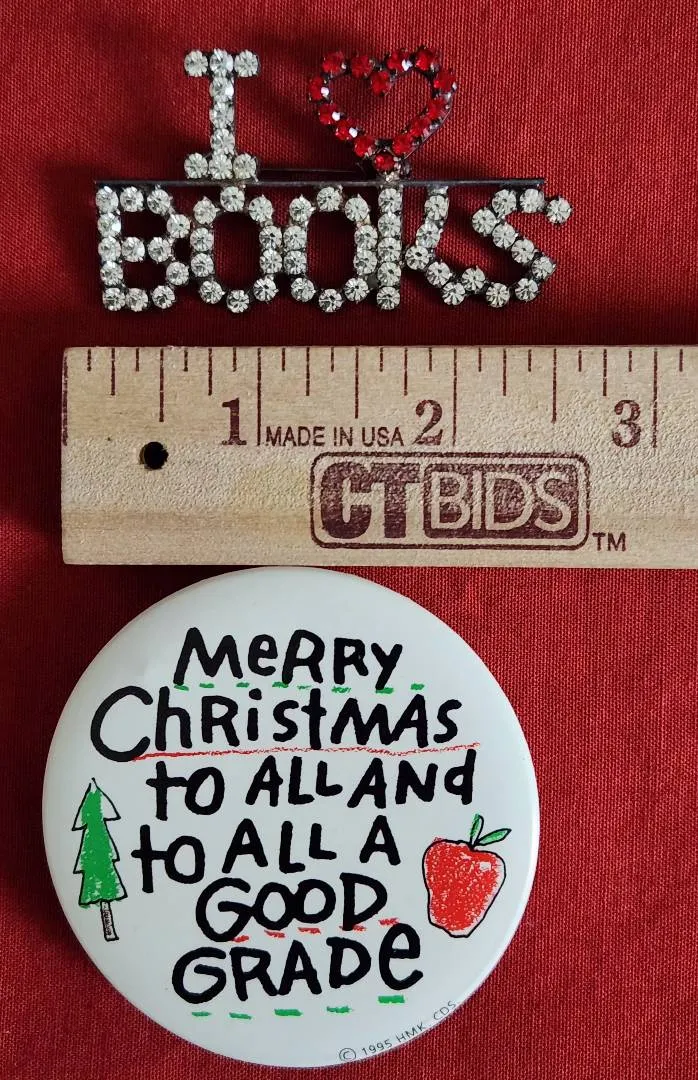 I ❤
BOOKS
1 MADE IN USA 2 3
CTBIDS TM
MeRRY
ChRistMAS
to ALL ANd
to ALL A
GOOD
GRADe
© 1995 HMK. CDS.